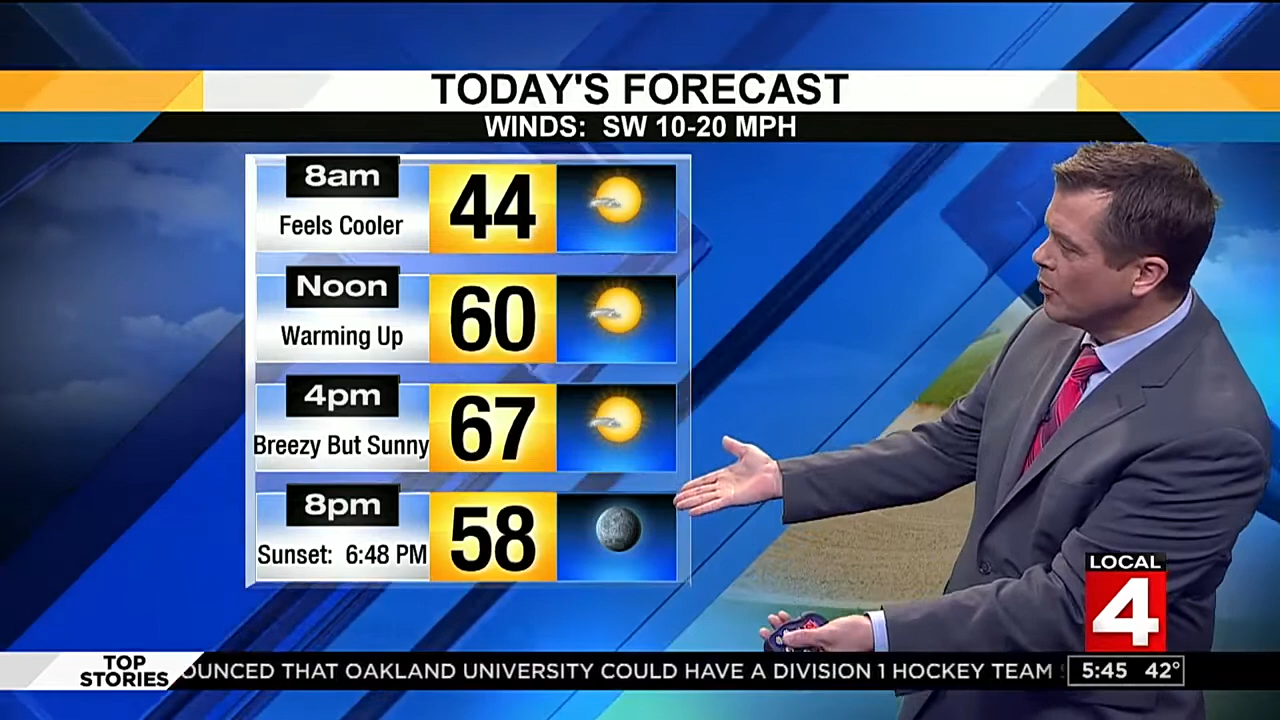 TODAY'S FORECAST
WINDS: SW 10-20 MPH
8am
44
Feels Cooler
Noon
60
Warming Up
4pm
67
Breezy But Sunny
8pm
58
Sunset: 6:48 PM
LOCAL
4
TOP
STORIES
OUNCED THAT OAKLAND UNIVERSITY COULD HAVE A DIVISION 1 HOCKEY TEAM
5:45 42°